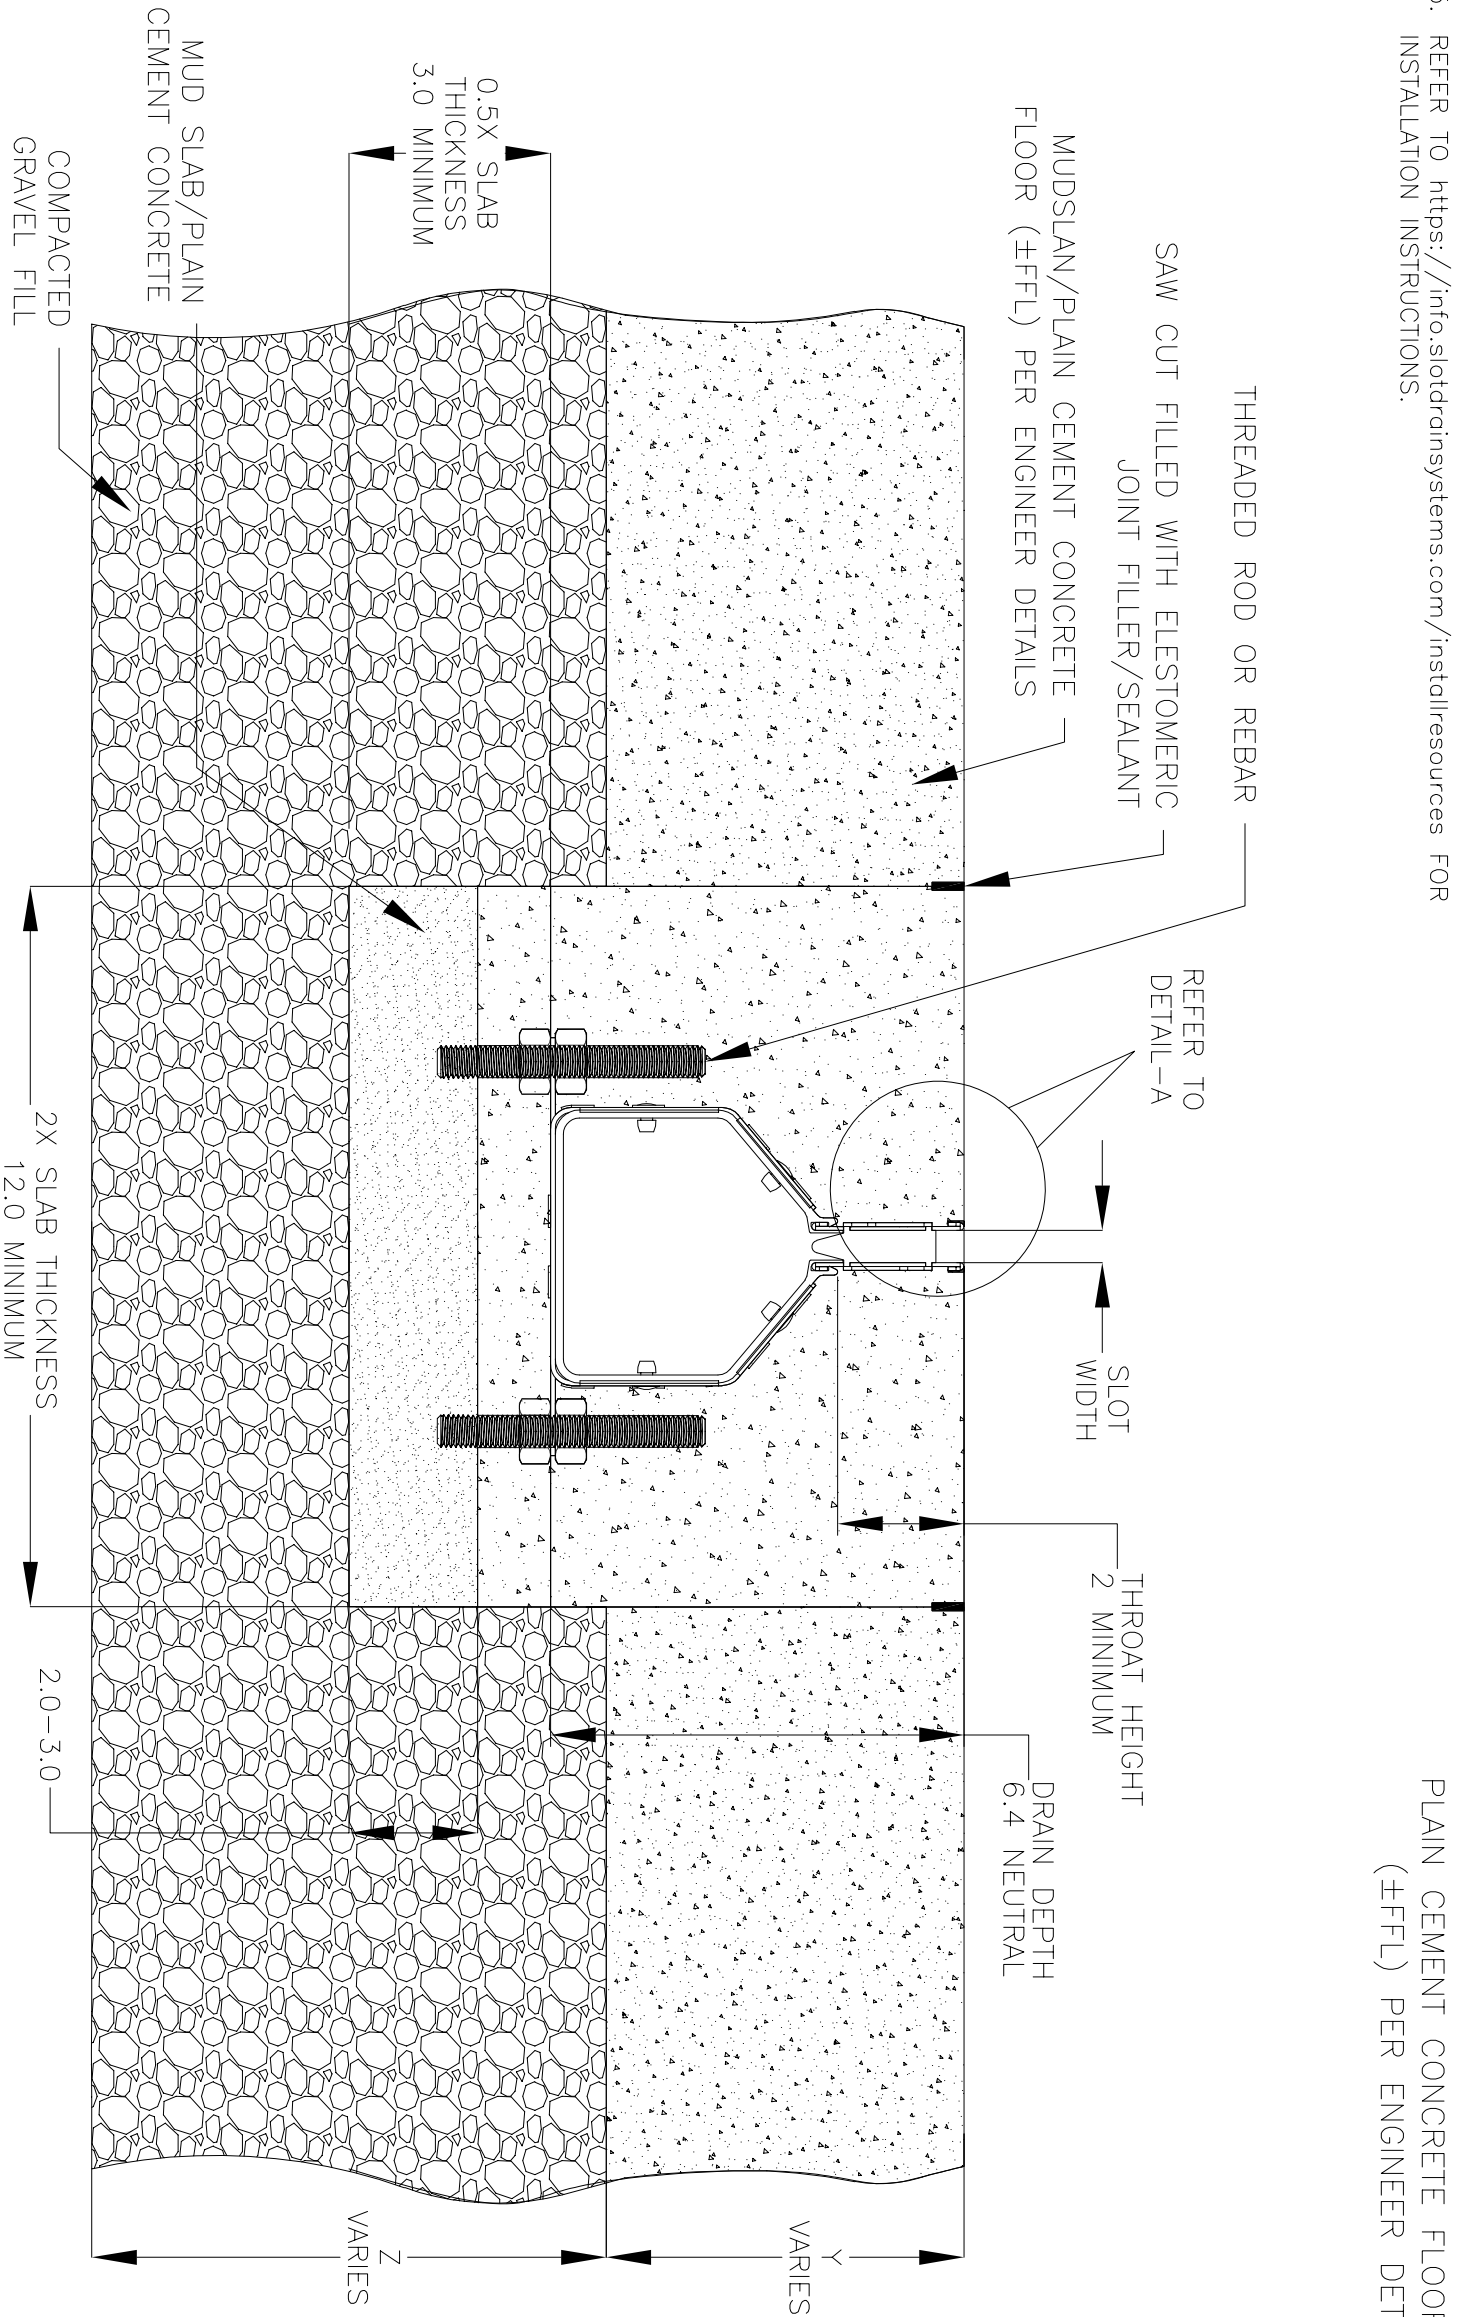 REFER TO https://info.slotdrainsystems.com/installresources FOR
INSTALLATION INSTRUCTIONS.
PLAIN CEMENT CONCRETE FLOOR
(±FFL) PER ENGINEER DET
THREADED ROD OR REBAR
SAW CUT FILLED WITH ELESTOMERIC
JOINT FILLER/SEALANT
MUDSLAN/PLAIN CEMENT CONCRETE
FLOOR (±FFL) PER ENGINEER DETAILS
REFER TO
DETAIL-A
SLOT
WIDTH
THROAT HEIGHT
2 MINIMUM
DRAIN DEPTH
6.4 NEUTRAL
Y
VARIES
Z
VARIES
0.5X SLAB
THICKNESS
3.0 MINIMUM
MUD SLAB/PLAIN
CEMENT CONCRETE
COMPACTED
GRAVEL FILL
2X SLAB THICKNESS
12.0 MINIMUM
2.0-3.0